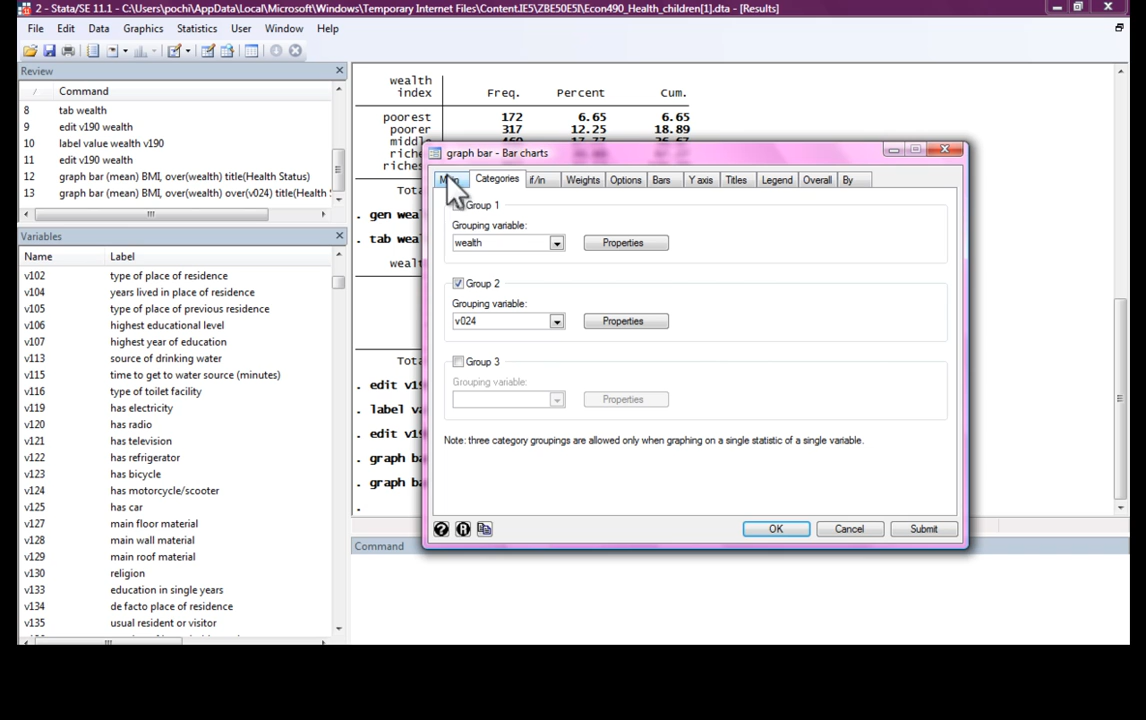 2 - Stata/SE 11.1 - C:\Users\pochi\AppData\Local\Microsoft\Windows\Temporary Internet Files\Content.IE5\ZBE50E5I\Econ490_Health_children[1].dta - [Results]
File Edit Data Graphics Statistics User Window Help
Review
Command
8 tab wealth
9 edit v190 wealth
10 label value wealth v190
11 edit v190 wealth
12 graph bar (mean) BMI, over(wealth) title(Health Status)
13 graph bar (mean) BMI, over(wealth) over(v024) title(Health
Variables
Name Label
v102 type of place of residence
v104 years lived in place of residence
v105 type of place of previous residence
v106 highest educational level
v107 highest year of education
v113 source of drinking water
v115 time to get to water source (minutes)
v116 type of toilet facility
v119 has electricity
v120 has radio
v121 has television
v122 has refrigerator
v123 has bicycle
v124 has motorcycle/scooter
v125 has car
v127 main floor material
v128 main wall material
v129 main roof material
v130 religion
v133 education in single years
v134 de facto place of residence
v135 usual resident or visitor
wealth
index Freq. Percent Cum.
poorest 172 6.65 6.65
poorer 317 12.25 18.89
middl
riche
riches
Tot
. gen wea
. tab wea
wealt
Tota
. edit v19
. label va
. edit v19
. graph ba
. graph ba
.
graph bar - Bar charts
Categories if/in Weights Options Bars Y axis Titles Legend Overall By
Group 1
Grouping variable:
wealth Properties
Group 2
Grouping variable:
v024 Properties
Group 3
Grouping variable:
Properties
Note: three category groupings are allowed only when graphing on a single statistic of a single variable.
OK Cancel Submit
Command